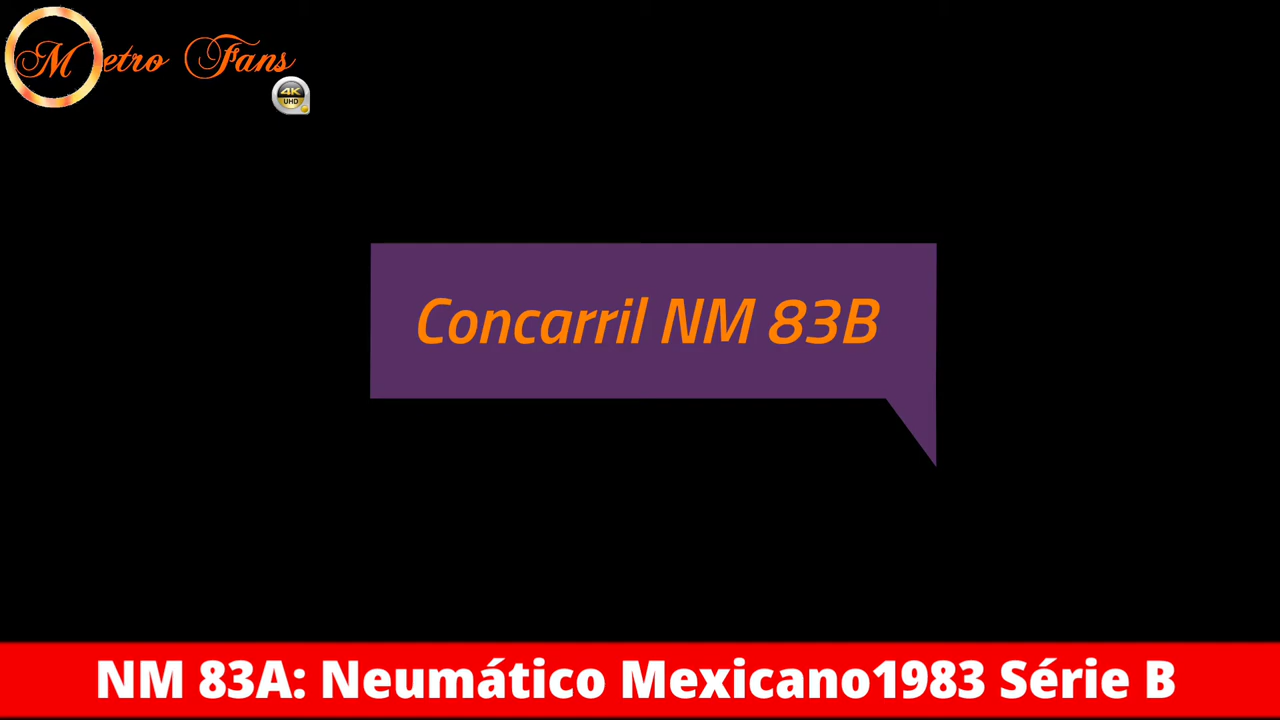 Metro Fans
4K
UHD
Concarril NM 83B
NM 83A: Neumático Mexicano1983 Série B